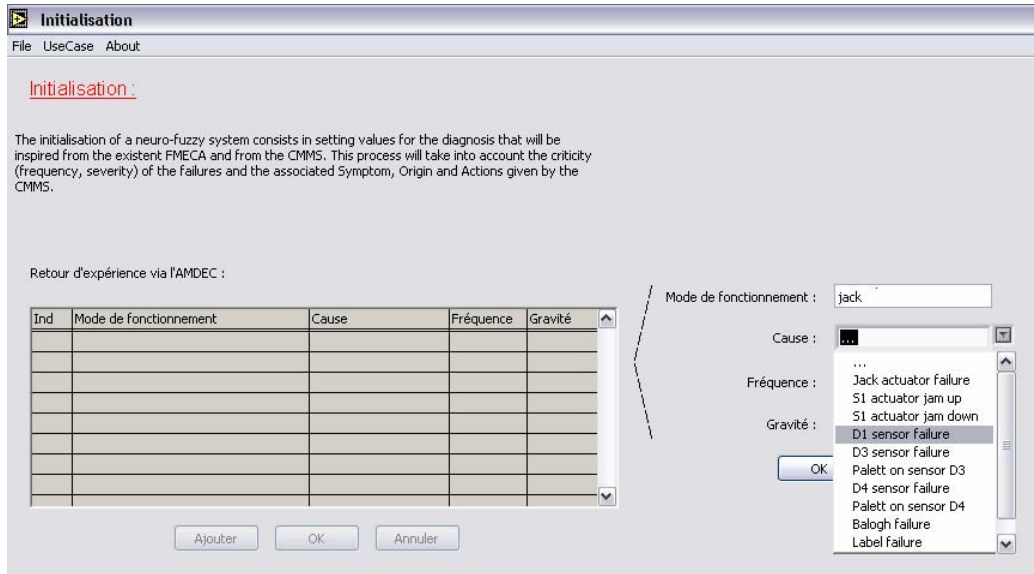 Initialisation
File UseCase About
Initialisation :
The initialisation of a neuro-fuzzy system consists in setting values for the diagnosis that will be
inspired from the existent FMECA and from the CMMS. This process will take into account the criticity
(frequency, severity) of the failures and the associated Symptom, Origin and Actions given by the
CMMS.
Retour d'expérience via l'AMDEC :
Ind Mode de fonctionnement Cause Fréquence Gravité
Mode de fonctionnement : jack
Cause : ...
Fréquence :
Gravité :
OK
...
Jack actuator failure
S1 actuator jam up
S1 actuator jam down
D1 sensor failure
D3 sensor failure
Palett on sensor D3
D4 sensor failure
Palett on sensor D4
Balogh failure
Label failure
Ajouter OK Annuler